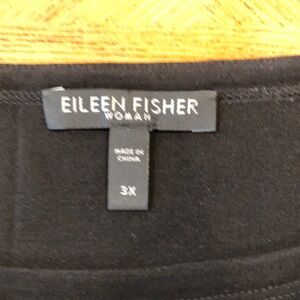 EILEEN FISHER
WOMAN
MADE IN
CHINA
3X